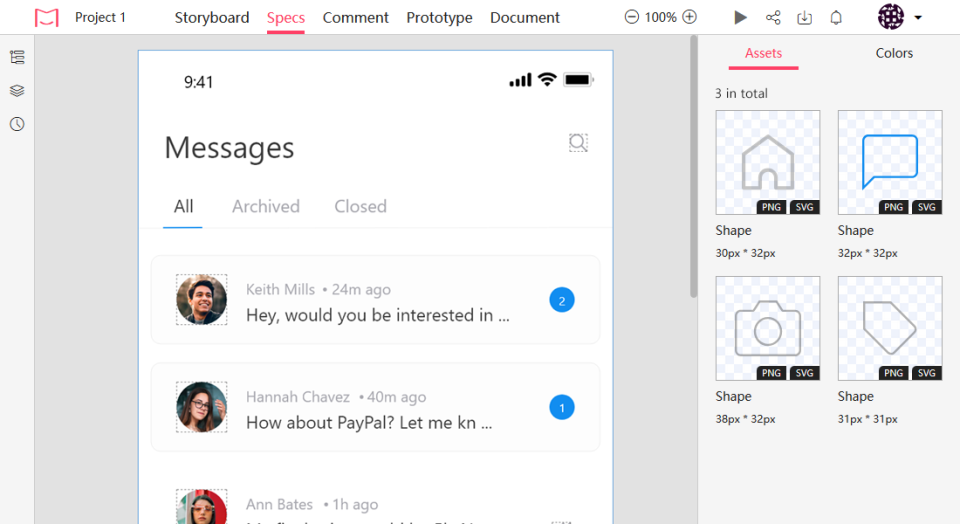 Project 1 Storyboard Specs Comment Prototype Document 100%
Assets Colors
3 in total
9:41
Messages
All Archived Closed
Keith Mills • 24m ago
Hey, would you be interested in ...
2
Hannah Chavez • 40m ago
How about PayPal? Let me kn ...
1
Ann Bates • 1h ago
PNG SVG PNG SVG
Shape Shape
30px * 32px 32px * 32px
PNG SVG PNG SVG
Shape Shape
38px * 32px 31px * 31px